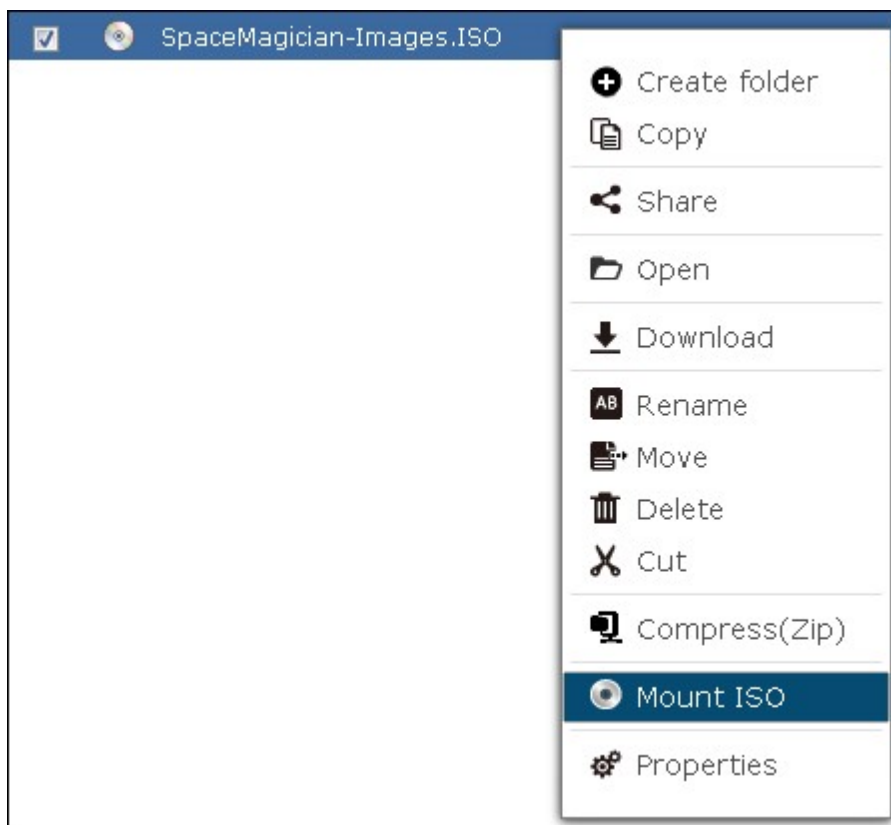 SpaceMagician-Images.ISO
Create folder
Copy
Share
Open
Download
AB Rename
Move
Delete
Cut
Compress(Zip)
Mount ISO
Properties